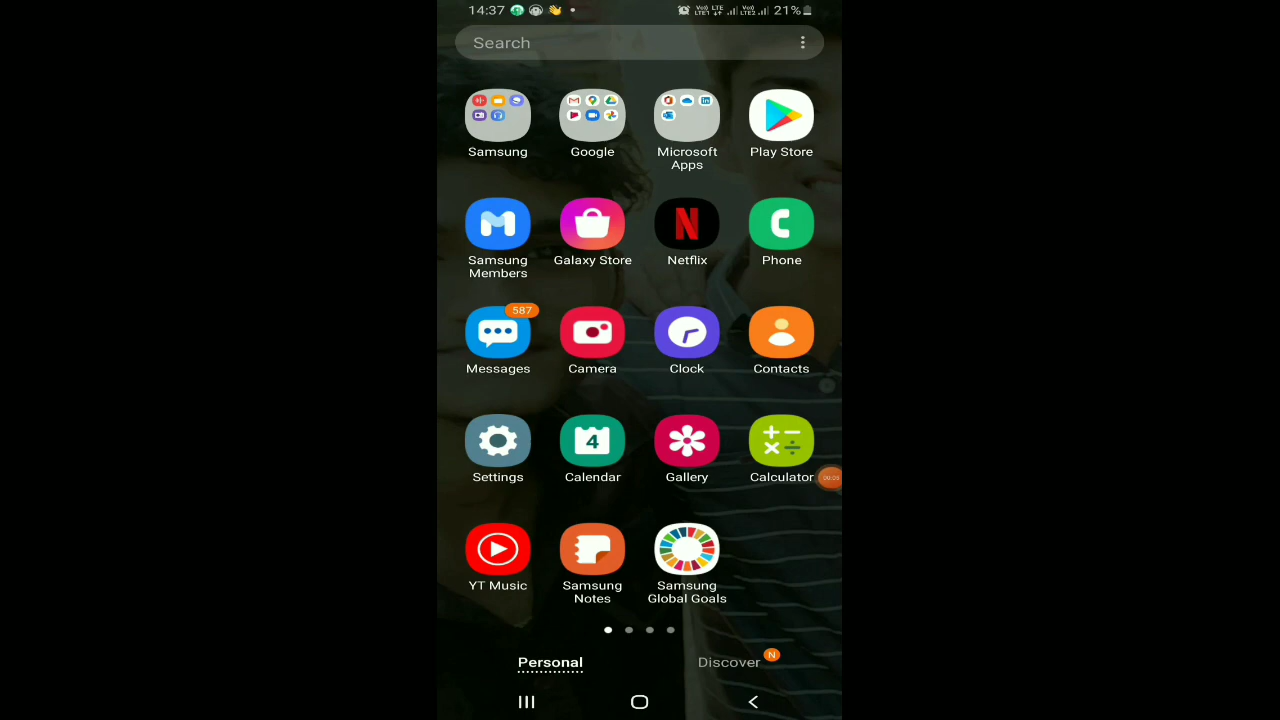 14:37 21%
Search
Samsung Google Microsoft Apps Play Store
Samsung Members Galaxy Store Netflix Phone
587
Messages Camera Clock Contacts
4
Settings Calendar Gallery Calculator
YT Music Samsung Notes Samsung Global Goals
Personal Discover N